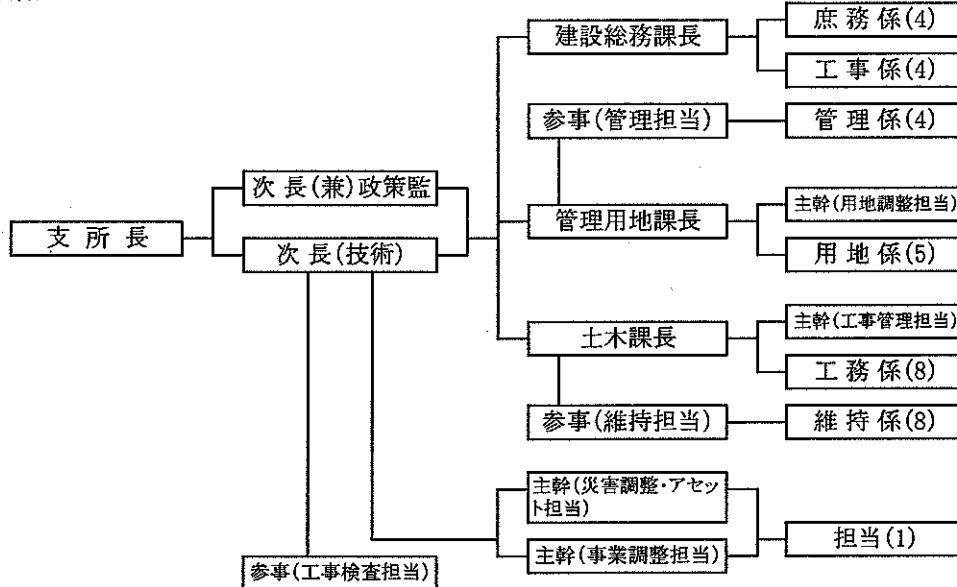 支所長
次長(兼)政策監
次長(技術)
参事(工事検査担当)
建設総務課長
庶務係(4)
工事係(4)
参事(管理担当)
管理係(4)
管理用地課長
主幹(用地調整担当)
用地係(5)
土木課長
主幹(工事管理担当)
工務係(8)
参事(維持担当)
維持係(8)
主幹(災害調整・アセッ
ト担当)
主幹(事業調整担当)
担当(1)